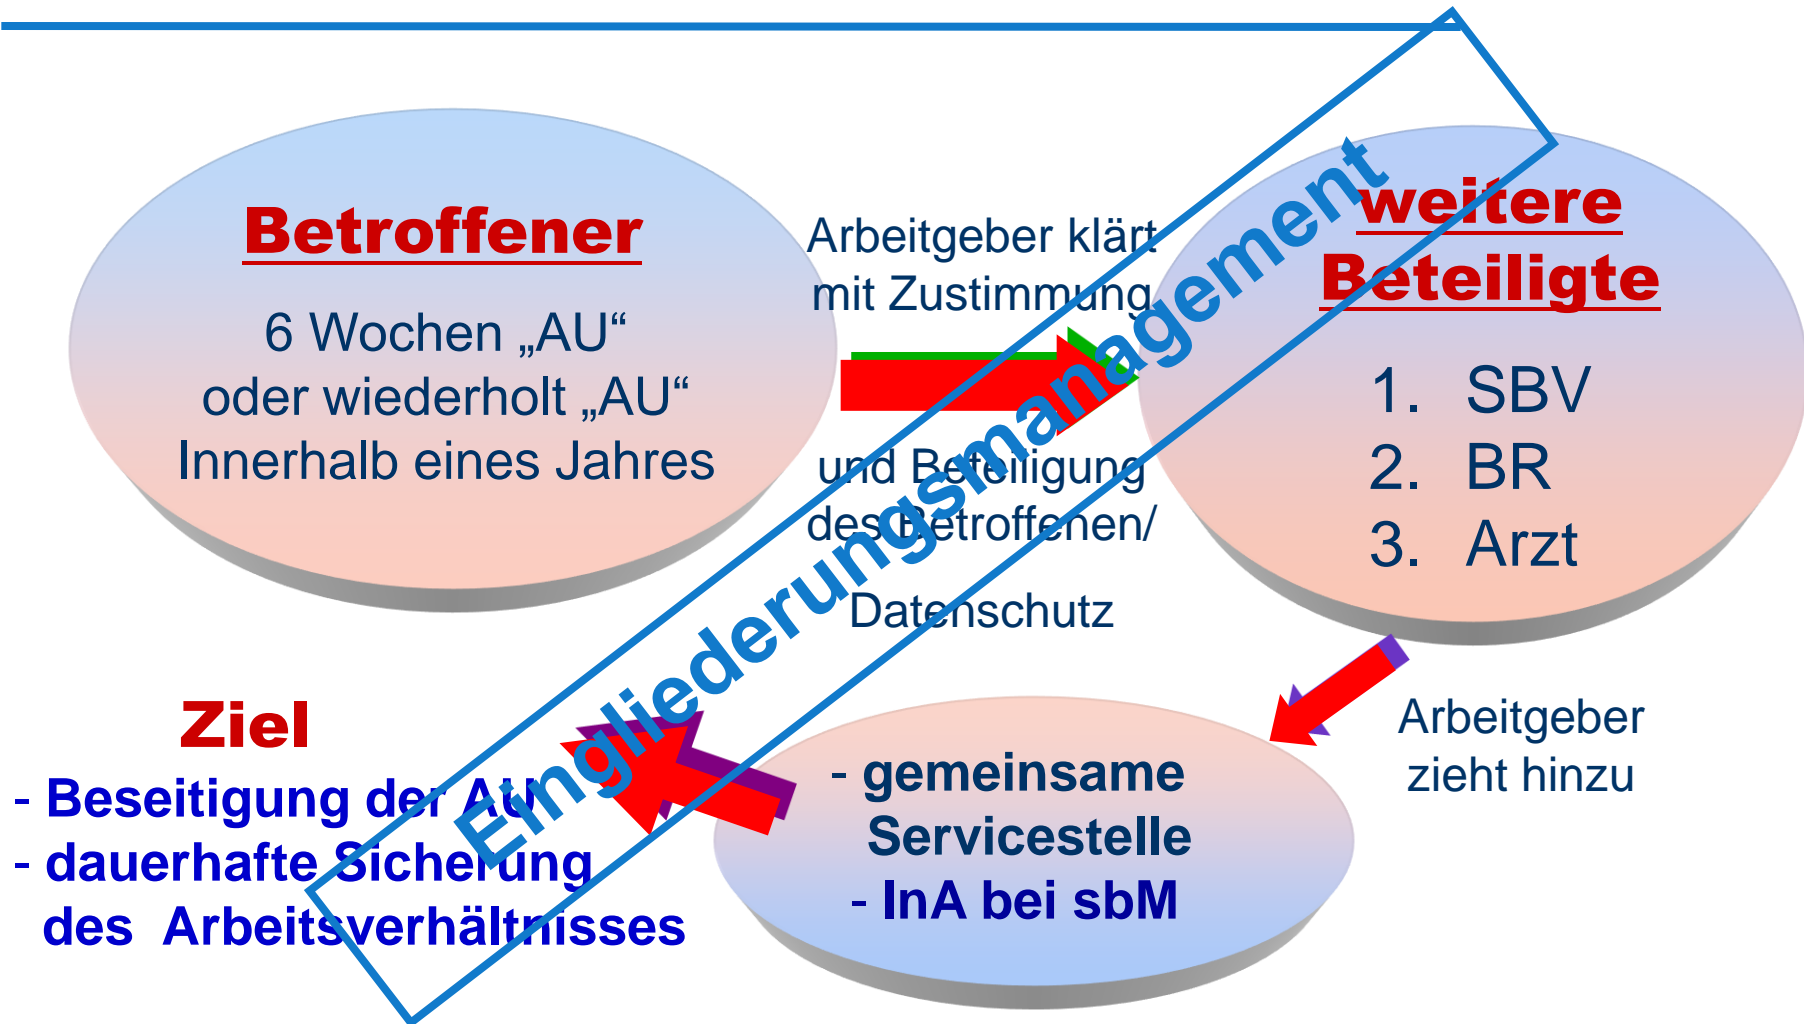 Betroffener
6 Wochen „AU“
oder wiederholt „AU“
Innerhalb eines Jahres
Arbeitgeber klärt
mit Zustimmung
und Beteiligung
des Betroffenen/
Datenschutz
weitere
Beteiligte
1. SBV
2. BR
3. Arzt
Arbeitgeber
zieht hinzu
- gemeinsame
Servicestelle
- InA bei sbM
Ziel
- Beseitigung der AU
- dauerhafte Sicherung
des Arbeitsverhältnisses
Eingliederungsmanagement